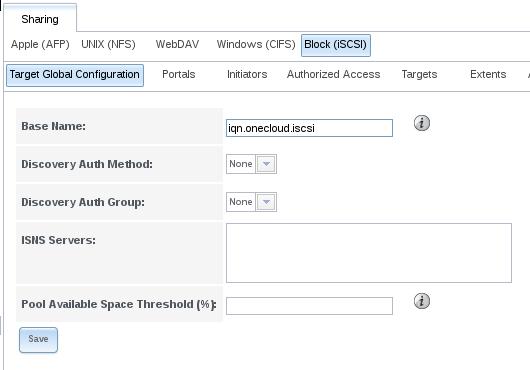 Sharing
Apple (AFP) UNIX (NFS) WebDAV Windows (CIFS) Block (iSCSI)
Target Global Configuration Portals Initiators Authorized Access Targets Extents
Base Name: iqn.onecloud.iscsi
Discovery Auth Method: None
Discovery Auth Group: None
ISNS Servers:
Pool Available Space Threshold (%):
Save